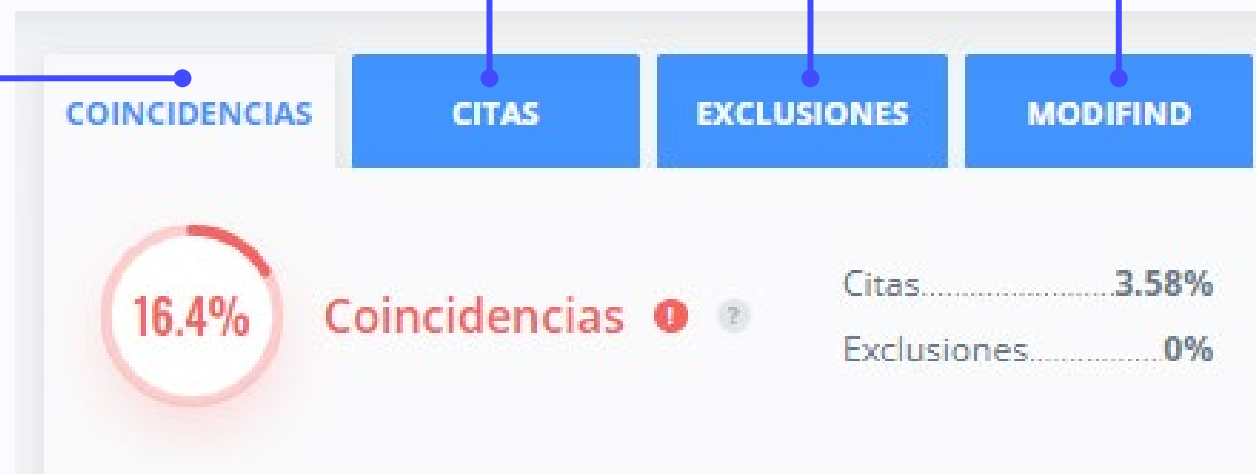 COINCIDENCIAS CITAS EXCLUSIONES MODIFIND
16.4% Coincidencias ! ? Citas....................3.58%
Exclusiones..............0%